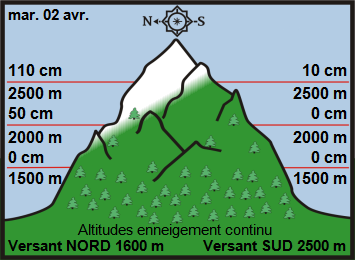 mar. 02 avr.
N S
110 cm 10 cm
2500 m 2500 m
50 cm 0 cm
2000 m 2000 m
0 cm 0 cm
1500 m 1500 m
Altitudes enneigement continu
Versant NORD 1600 m Versant SUD 2500 m